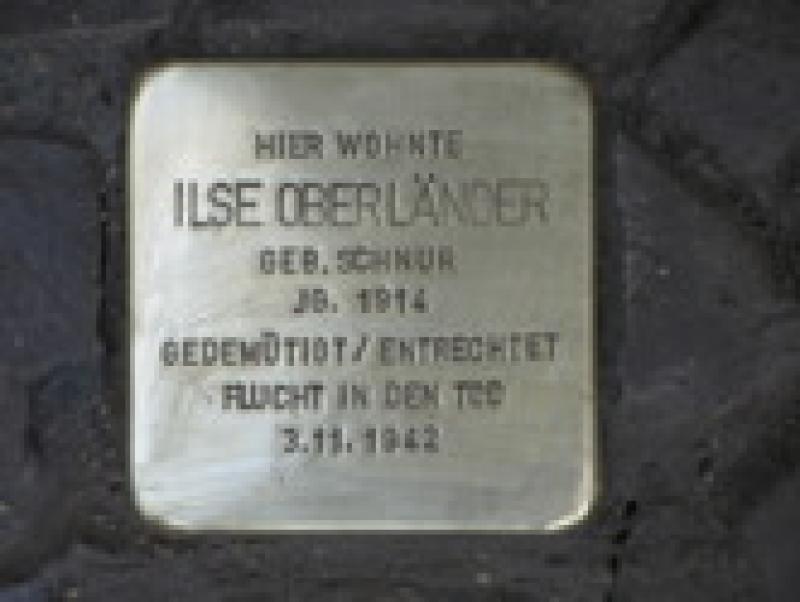 HIER WOHNTE
ILSE OBERLÄNDER
GEB. SCHNUR
JG. 1914
GEDEMÜTIGT / ENTRECHTET
FLUCHT IN DEN TOD
3.11.1942